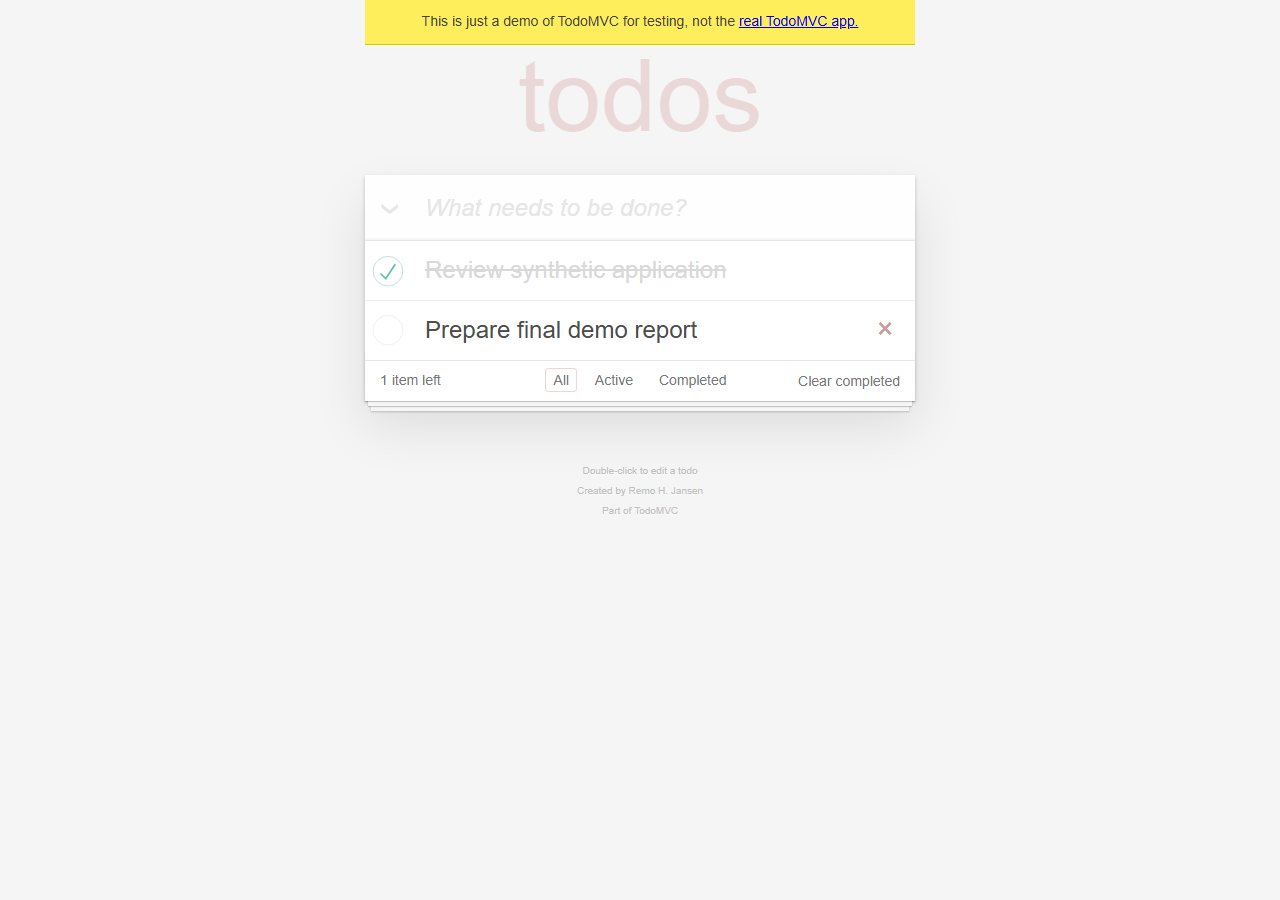 This is just a demo of TodoMVC for testing, not the real TodoMVC app.
todos
What needs to be done?
Review synthetic application
Prepare final demo report
1 item left All Active Completed Clear completed
Double-click to edit a todo
Created by Remo H. Jansen
Part of TodoMVC